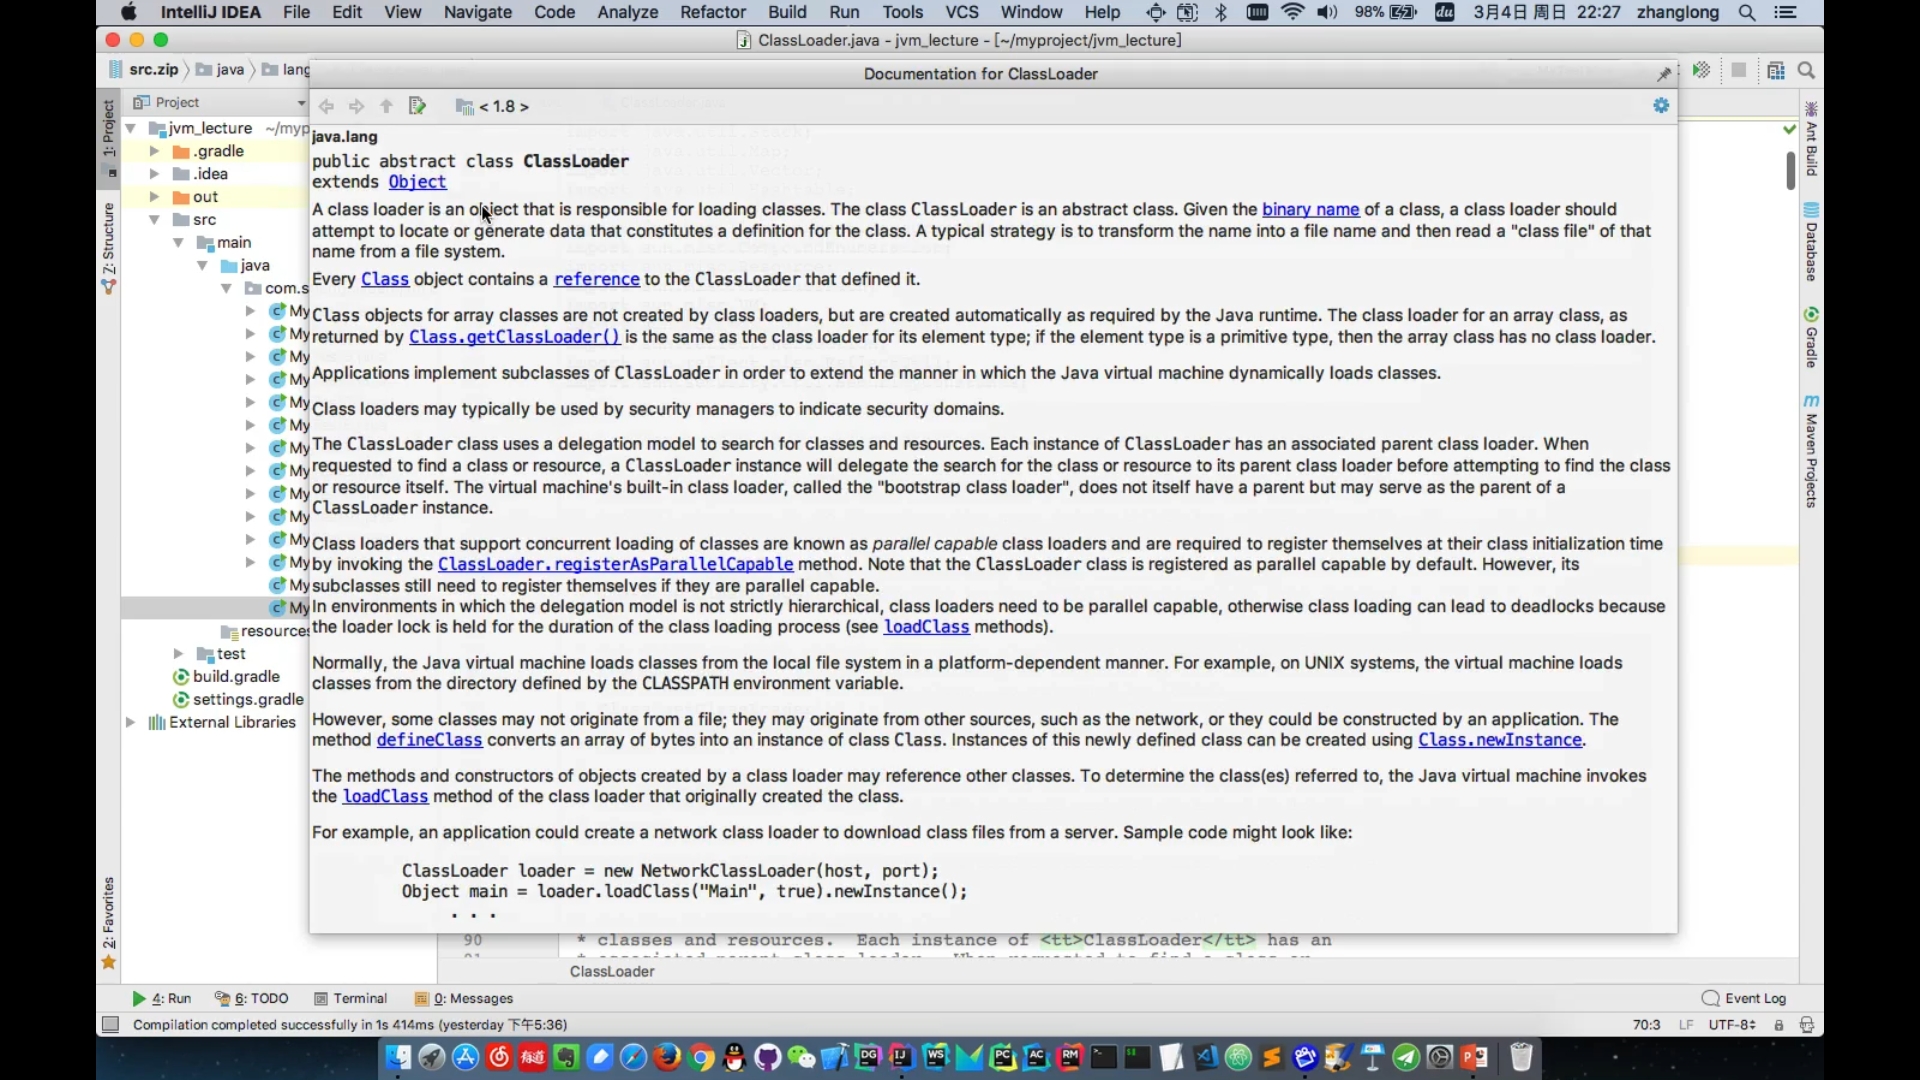 IntelliJ IDEA File Edit View Navigate Code Analyze Refactor Build Run Tools VCS Window Help 98% 3月4日 周日 22:27 zhanglong
ClassLoader.java - jvm_lecture - [~/myproject/jvm_lecture]
src.zip java lang
Documentation for ClassLoader
Project
< 1.8 >
java.lang
public abstract class ClassLoader
extends Object
A class loader is an object that is responsible for loading classes. The class ClassLoader is an abstract class. Given the binary name of a class, a class loader should
attempt to locate or generate data that constitutes a definition for the class. A typical strategy is to transform the name into a file name and then read a "class file" of that
name from a file system.
Every Class object contains a reference to the ClassLoader that defined it.
Class objects for array classes are not created by class loaders, but are created automatically as required by the Java runtime. The class loader for an array class, as
returned by Class.getClassLoader() is the same as the class loader for its element type; if the element type is a primitive type, then the array class has no class loader.
Applications implement subclasses of ClassLoader in order to extend the manner in which the Java virtual machine dynamically loads classes.
Class loaders may typically be used by security managers to indicate security domains.
The ClassLoader class uses a delegation model to search for classes and resources. Each instance of ClassLoader has an associated parent class loader. When
requested to find a class or resource, a ClassLoader instance will delegate the search for the class or resource to its parent class loader before attempting to find the class
or resource itself. The virtual machine's built-in class loader, called the "bootstrap class loader", does not itself have a parent but may serve as the parent of a
ClassLoader instance.
Class loaders that support concurrent loading of classes are known as parallel capable class loaders and are required to register themselves at their class initialization time
by invoking the ClassLoader.registerAsParallelCapable method. Note that the ClassLoader class is registered as parallel capable by default. However, its
subclasses still need to register themselves if they are parallel capable.
In environments in which the delegation model is not strictly hierarchical, class loaders need to be parallel capable, otherwise class loading can lead to deadlocks because
the loader lock is held for the duration of the class loading process (see loadClass methods).
Normally, the Java virtual machine loads classes from the local file system in a platform-dependent manner. For example, on UNIX systems, the virtual machine loads
classes from the directory defined by the CLASSPATH environment variable.
However, some classes may not originate from a file; they may originate from other sources, such as the network, or they could be constructed by an application. The
method defineClass converts an array of bytes into an instance of class Class. Instances of this newly defined class can be created using Class.newInstance.
The methods and constructors of objects created by a class loader may reference other classes. To determine the class(es) referred to, the Java virtual machine invokes
the loadClass method of the class loader that originally created the class.
For example, an application could create a network class loader to download class files from a server. Sample code might look like:
ClassLoader loader = new NetworkClassLoader(host, port);
Object main = loader.loadClass("Main", true).newInstance();
. . .
jvm_lecture ~/myp
.gradle
.idea
out
src
main
java
com.s
My
My
My
My
My
My
My
My
My
My
My
My
My
My
resources
test
build.gradle
settings.gradle
External Libraries
1: Project
7: Structure
2: Favorites
Ant Build
Database
Gradle
Maven Projects
90 * classes and resources. Each instance of <tt>ClassLoader</tt> has an
ClassLoader
4: Run 6: TODO Terminal 0: Messages Event Log
Compilation completed successfully in 1s 414ms (yesterday 下午5:36) 70:3 LF UTF-8
有道 DG IJ WS PC AC RM